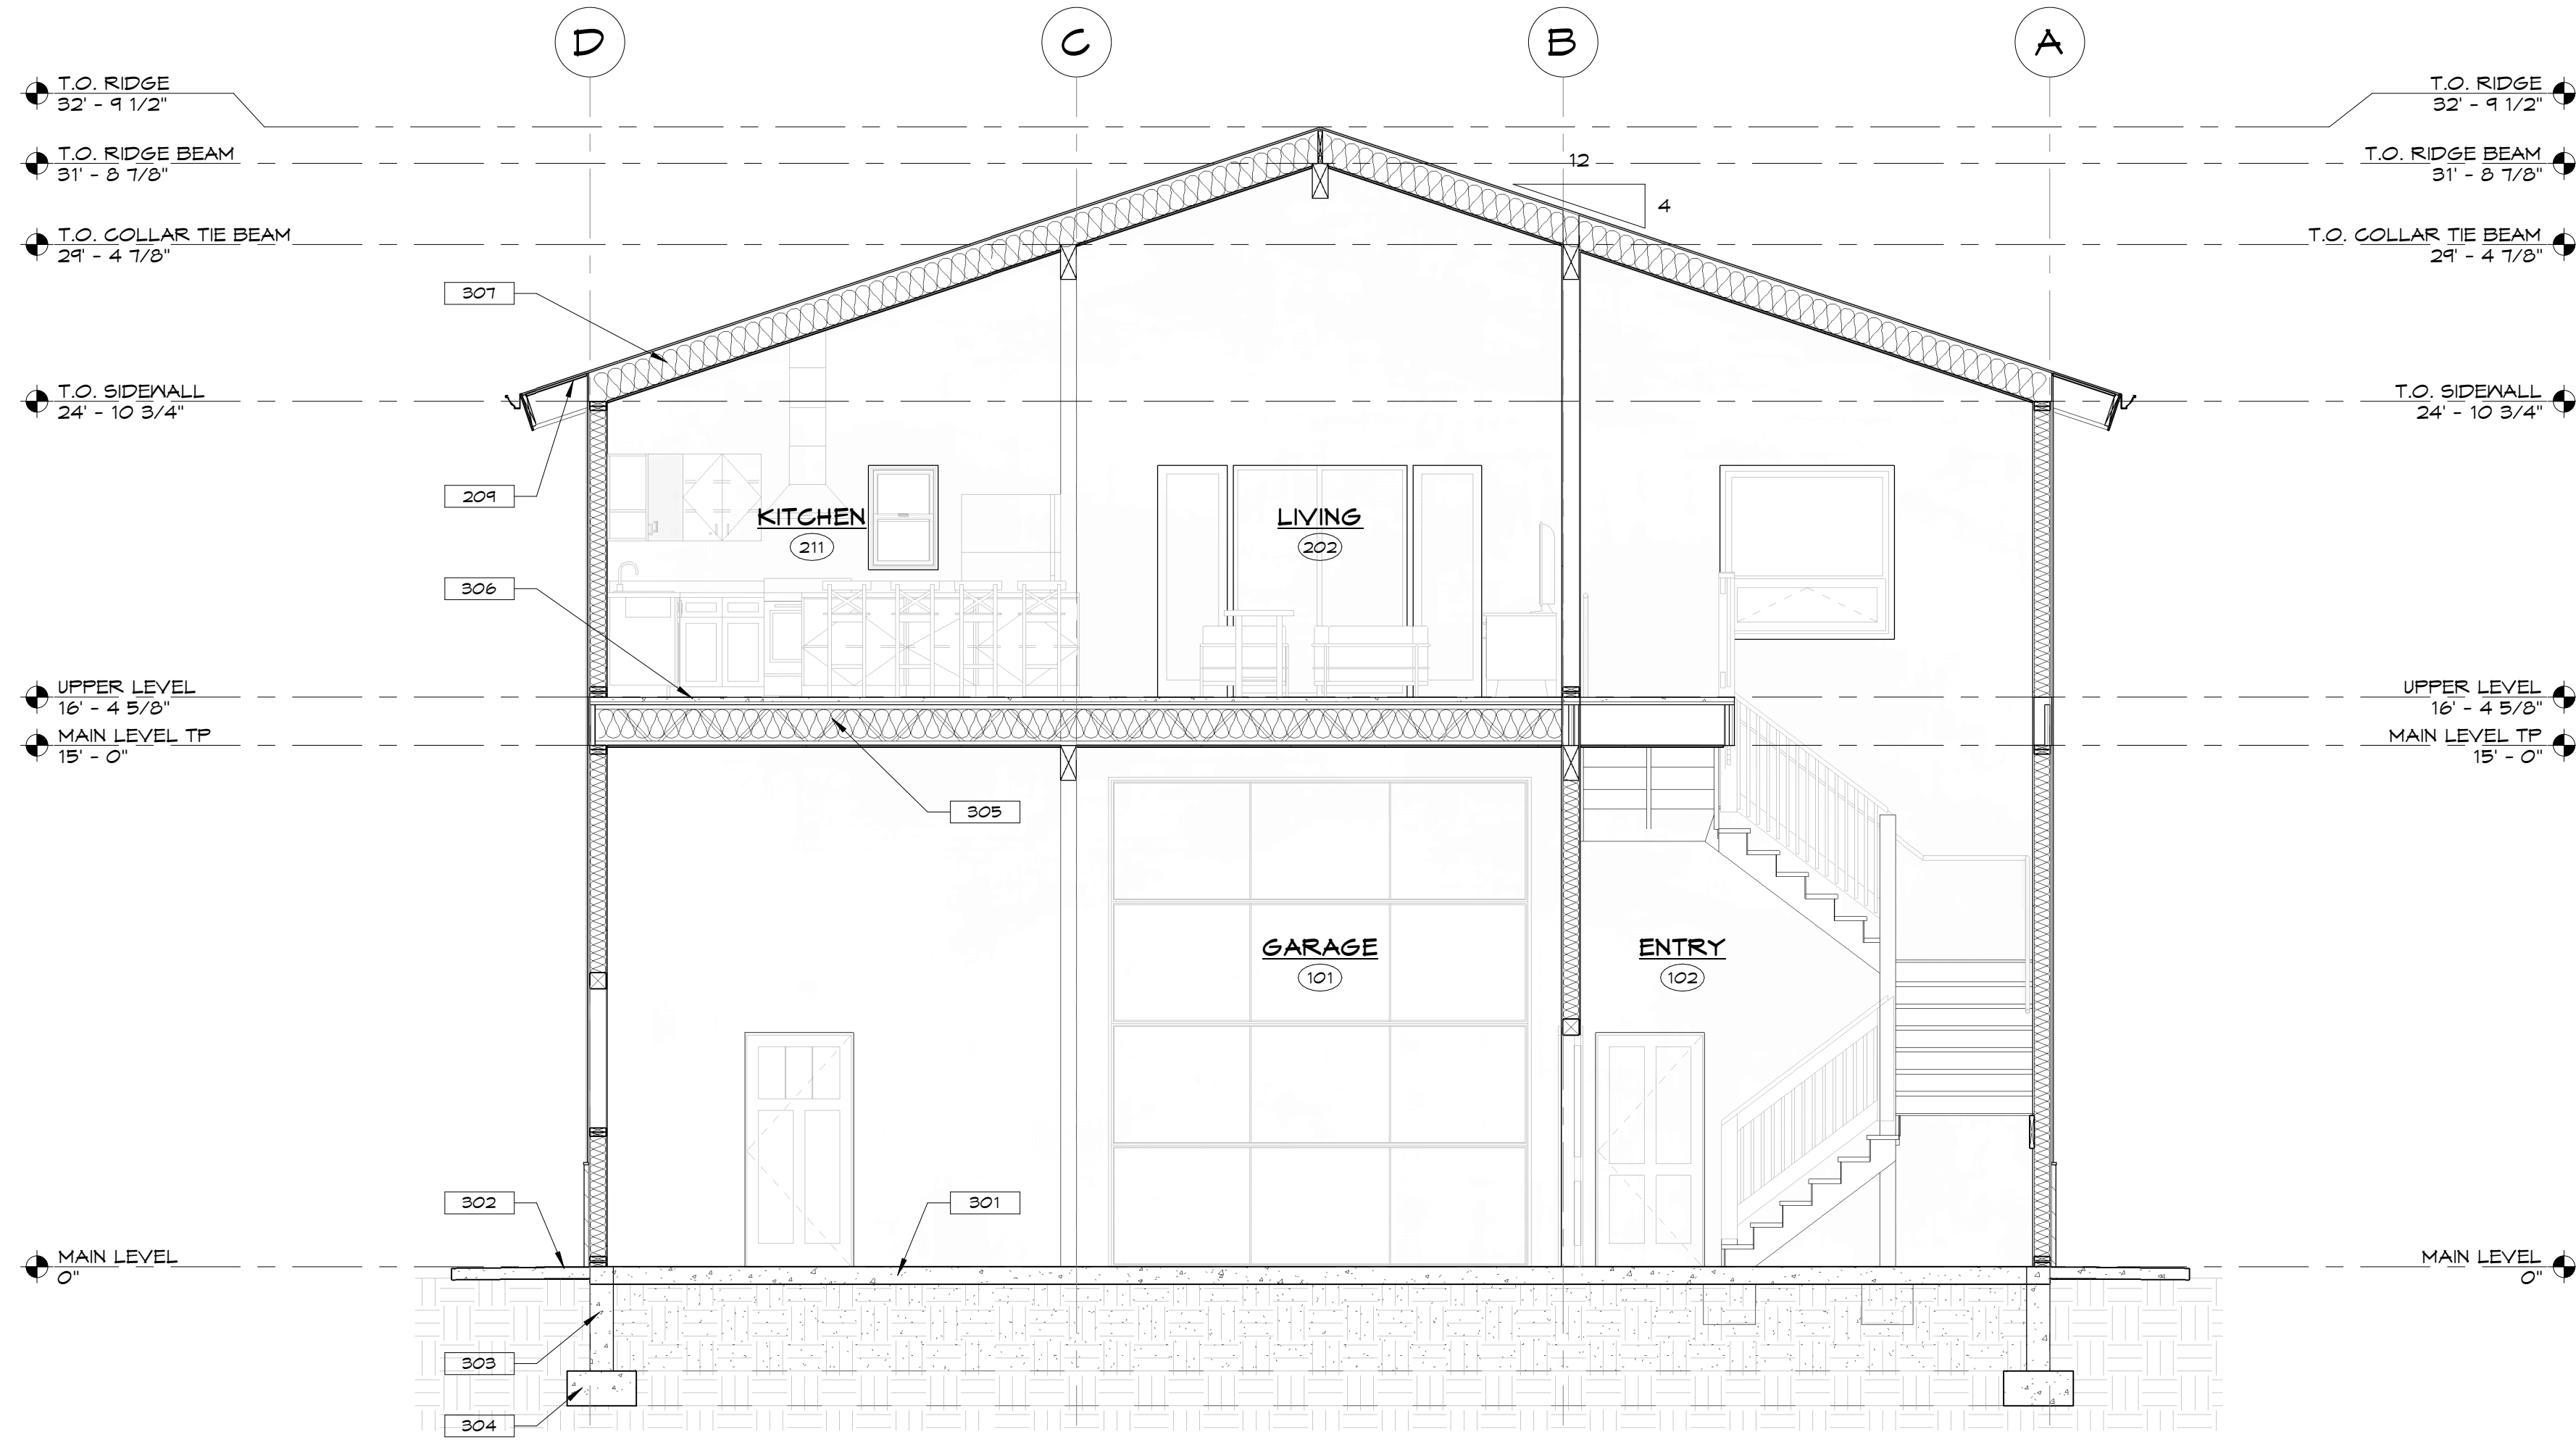 D
C
B
A
T.O. RIDGE
32' - 9 1/2"
T.O. RIDGE
32' - 9 1/2"
T.O. RIDGE BEAM
31' - 8 7/8"
12
T.O. RIDGE BEAM
31' - 8 7/8"
4
T.O. COLLAR TIE BEAM
29' - 4 7/8"
T.O. COLLAR TIE BEAM
29' - 4 7/8"
307
T.O. SIDEWALL
24' - 10 3/4"
T.O. SIDEWALL
24' - 10 3/4"
209
KITCHEN
211
LIVING
202
306
UPPER LEVEL
16' - 4 5/8"
UPPER LEVEL
16' - 4 5/8"
MAIN LEVEL TP
15' - 0"
MAIN LEVEL TP
15' - 0"
305
GARAGE
101
ENTRY
102
302
301
MAIN LEVEL
0"
MAIN LEVEL
0"
303
304